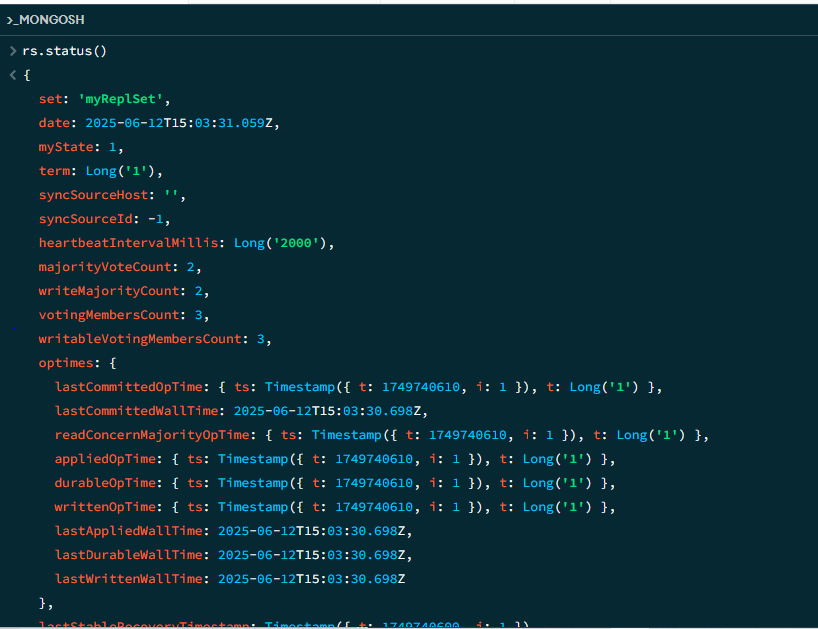 >_MONGOSH
> rs.status()
< {
set: 'myReplSet',
date: 2025-06-12T15:03:31.059Z,
myState: 1,
term: Long('1'),
syncSourceHost: '',
syncSourceId: -1,
heartbeatIntervalMillis: Long('2000'),
majorityVoteCount: 2,
writeMajorityCount: 2,
votingMembersCount: 3,
writableVotingMembersCount: 3,
optimes: {
lastCommittedOpTime: { ts: Timestamp({ t: 1749740610, i: 1 }), t: Long('1') },
lastCommittedWallTime: 2025-06-12T15:03:30.698Z,
readConcernMajorityOpTime: { ts: Timestamp({ t: 1749740610, i: 1 }), t: Long('1') },
appliedOpTime: { ts: Timestamp({ t: 1749740610, i: 1 }), t: Long('1') },
durableOpTime: { ts: Timestamp({ t: 1749740610, i: 1 }), t: Long('1') },
writtenOpTime: { ts: Timestamp({ t: 1749740610, i: 1 }), t: Long('1') },
lastAppliedWallTime: 2025-06-12T15:03:30.698Z,
lastDurableWallTime: 2025-06-12T15:03:30.698Z,
lastWrittenWallTime: 2025-06-12T15:03:30.698Z
},
lastStableRecoveryTimestamp: Timestamp({ t: 1749740600, i: 1 })